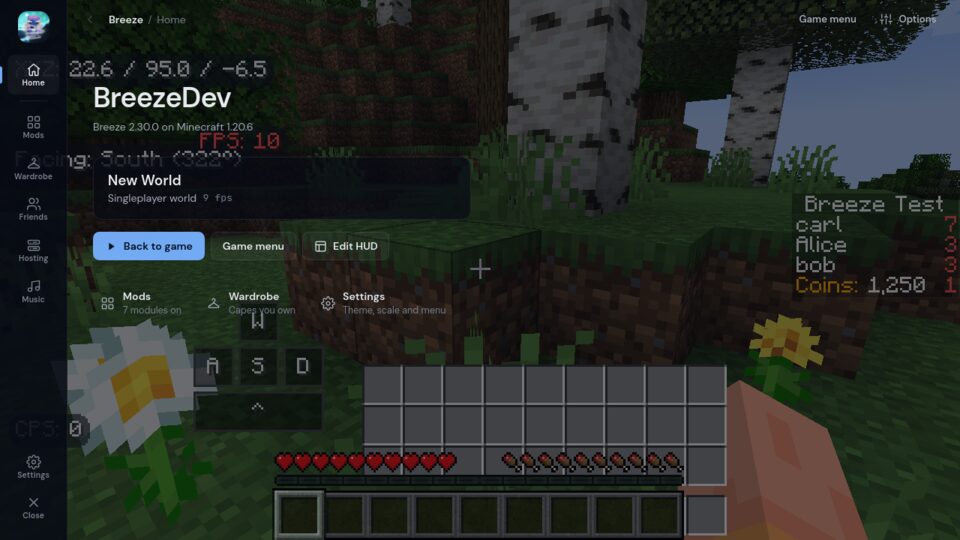 Breeze / Home
Game menu
Options
XYZ: 22.6 / 95.0 / -6.5
Home
BreezeDev
Breeze 2.30.0 on Minecraft 1.20.6
Mods
FPS: 10
Facing: South (322°)
Wardrobe
New World
Singleplayer world 9 fps
Friends
Breeze Test
carl 7
Alice 3
bob 3
Coins: 1,250 1
Hosting
Back to game
Game menu
Edit HUD
Music
Mods
7 modules on
Wardrobe
Capes you own
Settings
Theme, scale and menu
W
A S D
^
CPS: 0
Settings
Close